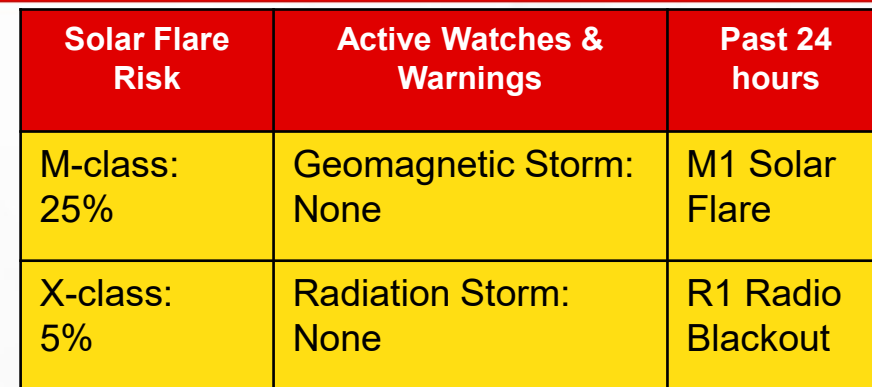 Solar Flare
Risk
Active Watches &
Warnings
Past 24
hours
M-class:
25%
Geomagnetic Storm:
None
M1 Solar
Flare
X-class:
5%
Radiation Storm:
None
R1 Radio
Blackout